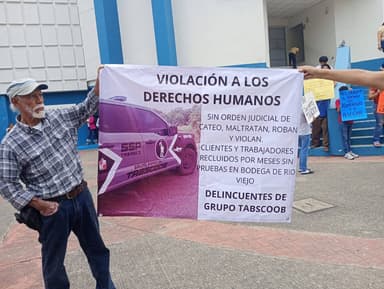 VIOLACIÓN A LOS
DERECHOS HUMANOS
SIN ORDEN JUDICIAL DE
CATEO, MALTRATAN, ROBAN
Y VIOLAN.
CLIENTES Y TRABAJADORES
RECLUIDOS POR MESES SIN
PRUEBAS EN BODEGA DE RIO
VIEJO
DELINCUENTES DE
GRUPO TABSCOOB
TABSCOOB